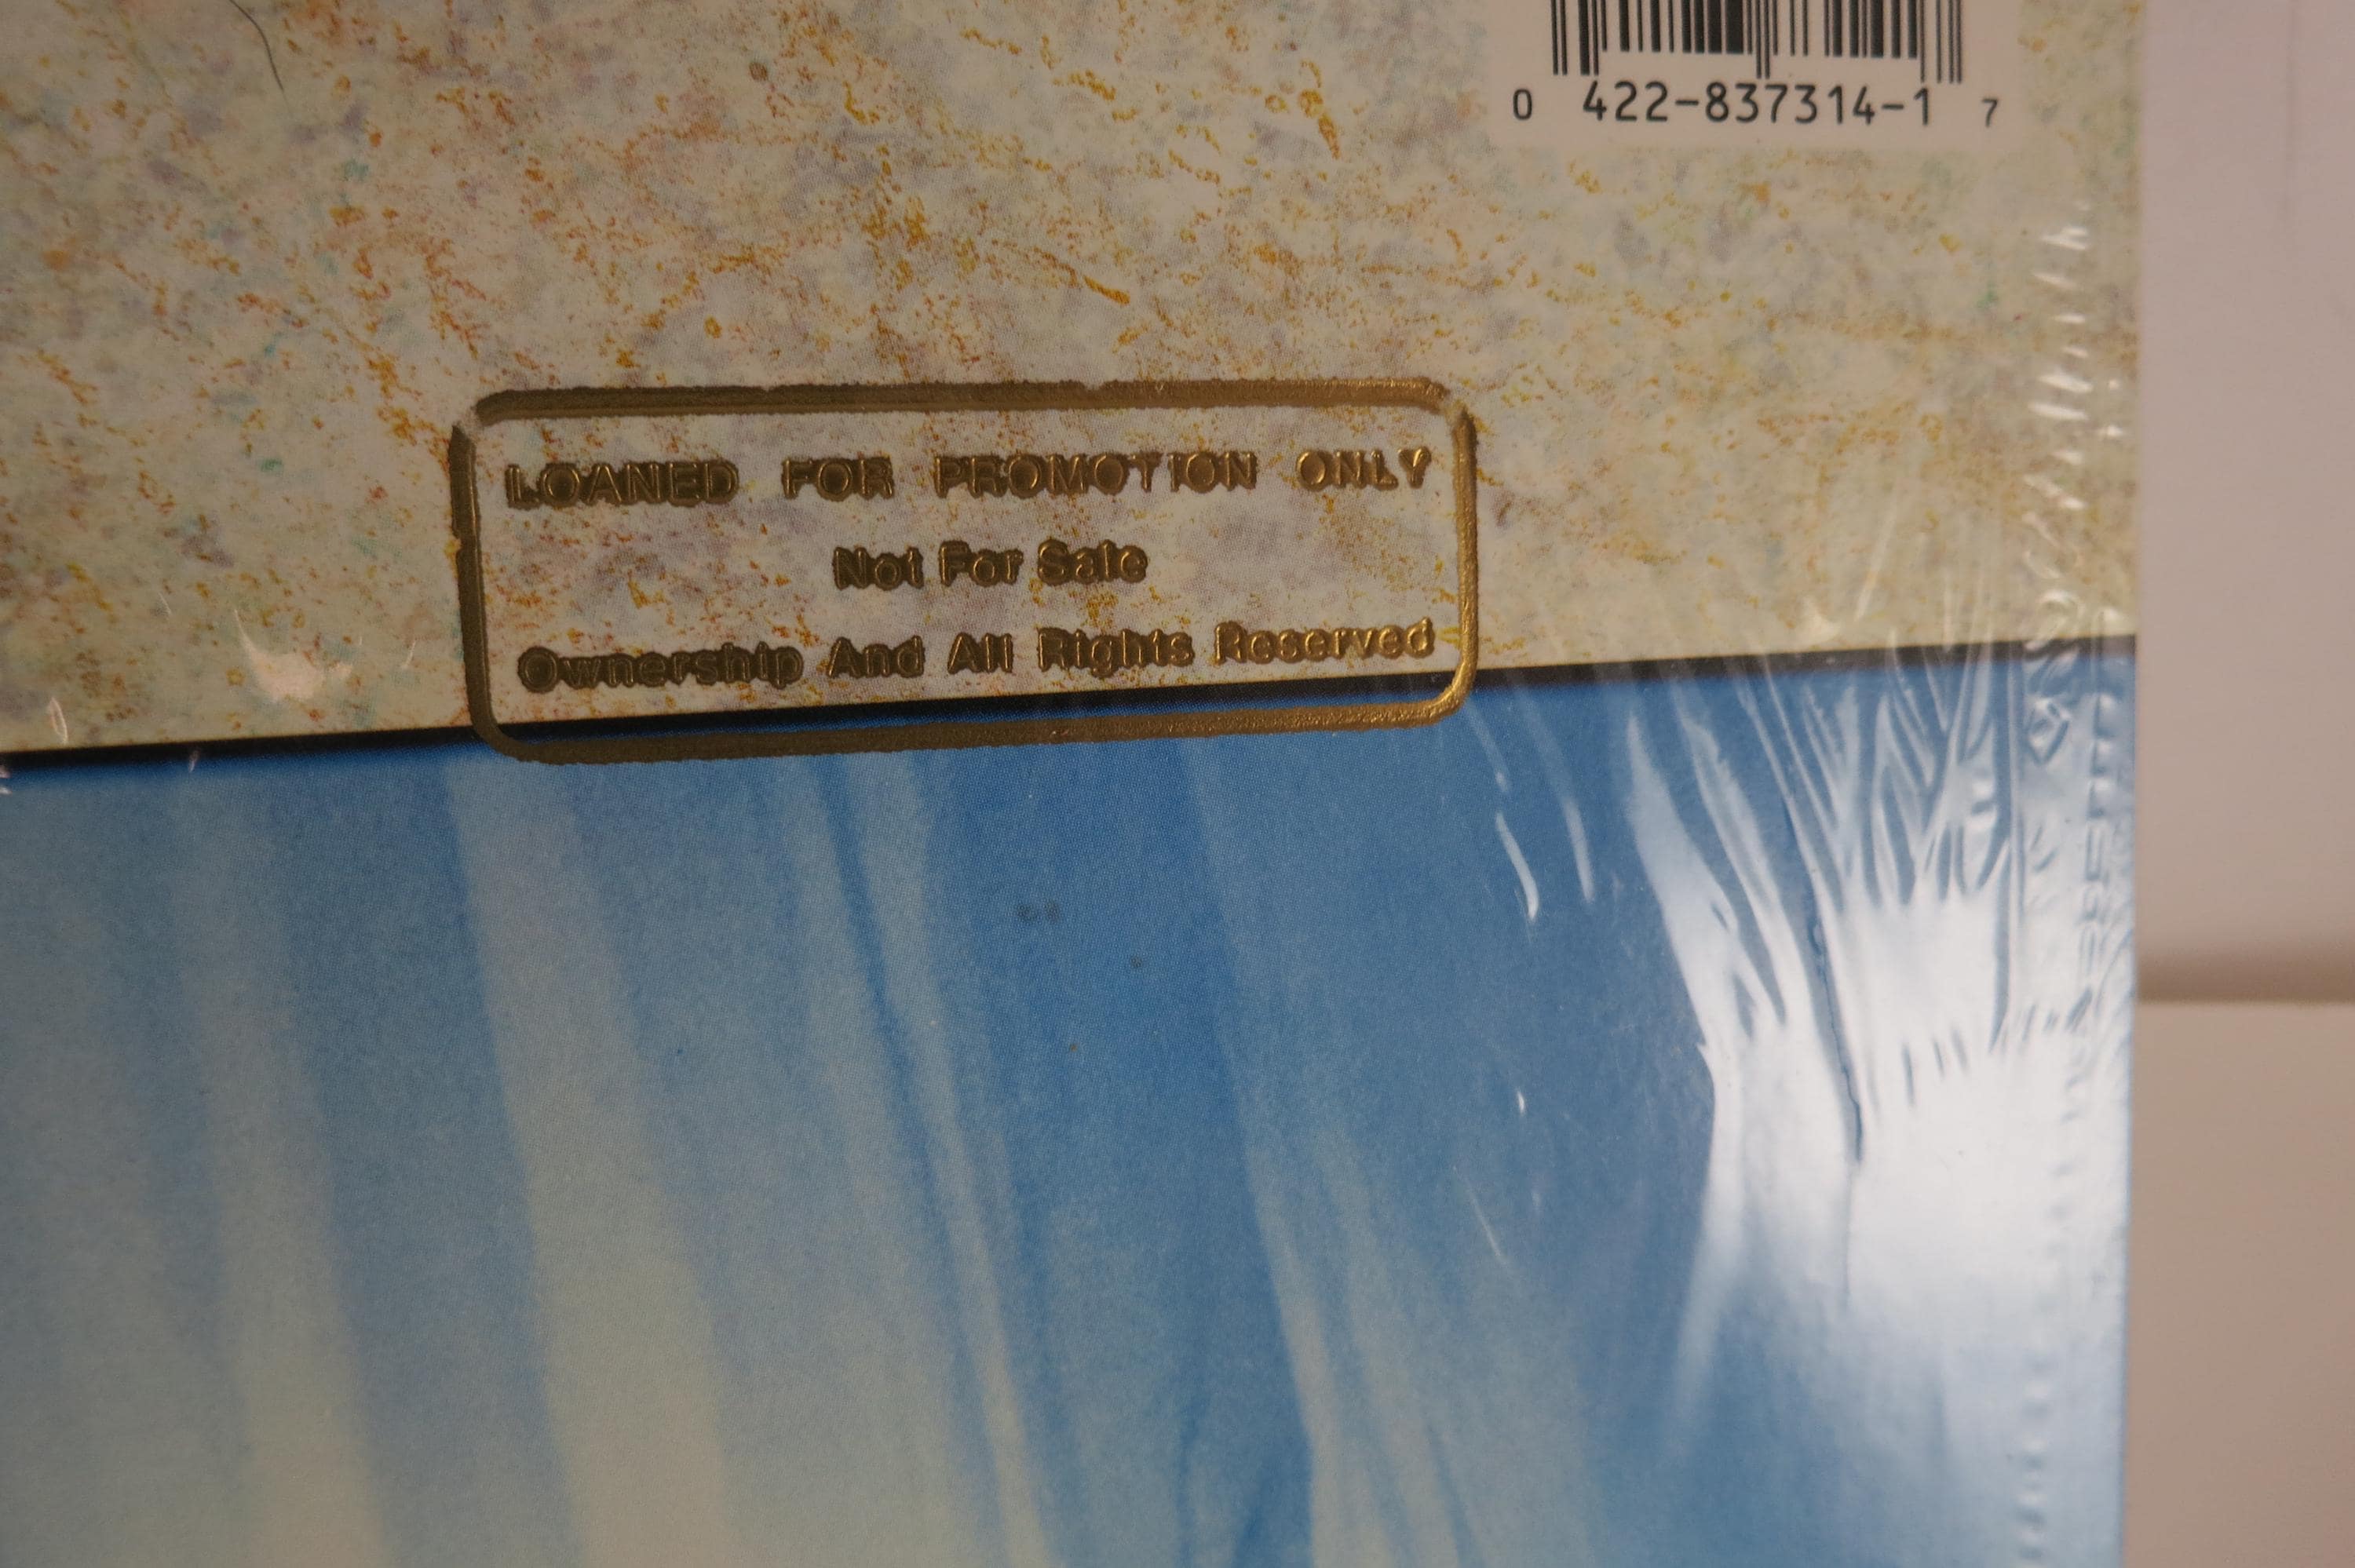 0 422-837314-1 7
LOANED FOR PROMOTION ONLY
Not For Sale
Ownership And All Rights Reserved